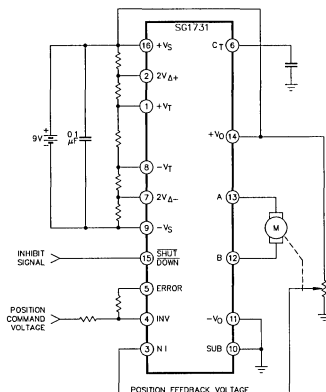 SG1731
16 +VS
CT 6
2 2VΔ+
1 +VT
+VO 14
9V
0.1
μF
A 13
8 -VT
M
7 2VΔ-
9 -VS
INHIBIT
SIGNAL
15 SHUT
DOWN
B 12
5 ERROR
POSITION
COMMAND
VOLTAGE
4 INV
-VO 11
3 N.I.
SUB 10
POSITION FEEDBACK VOLTAGE